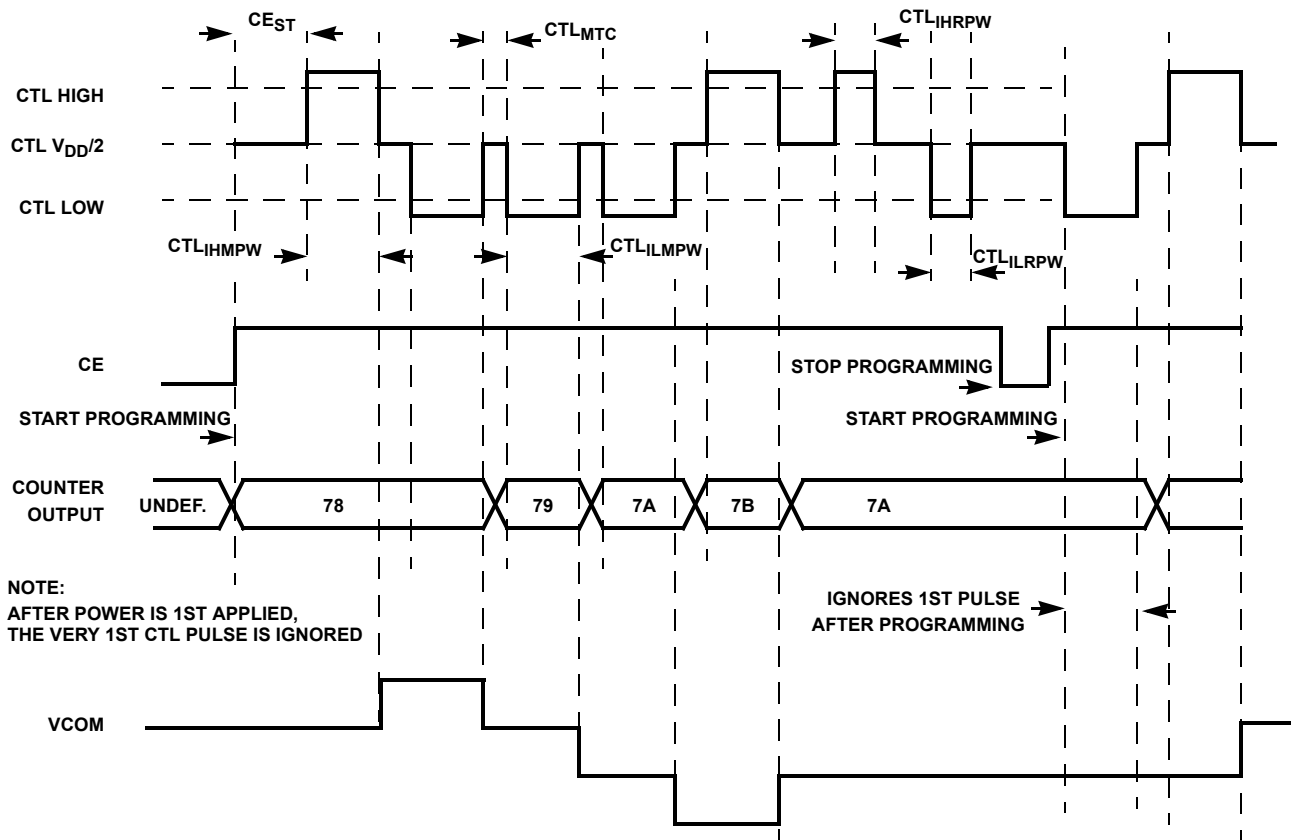 CE_ST
CTL_MTC
CTL_IHRPW
CTL HIGH
CTL V_DD/2
CTL LOW
CTL_IHMPW
CTL_ILMPW
CTL_ILRPW
CE
STOP PROGRAMMING
START PROGRAMMING
START PROGRAMMING
COUNTER
OUTPUT
UNDEF.
78
79
7A
7B
7A
NOTE:
AFTER POWER IS 1ST APPLIED,
THE VERY 1ST CTL PULSE IS IGNORED
IGNORES 1ST PULSE
AFTER PROGRAMMING
VCOM